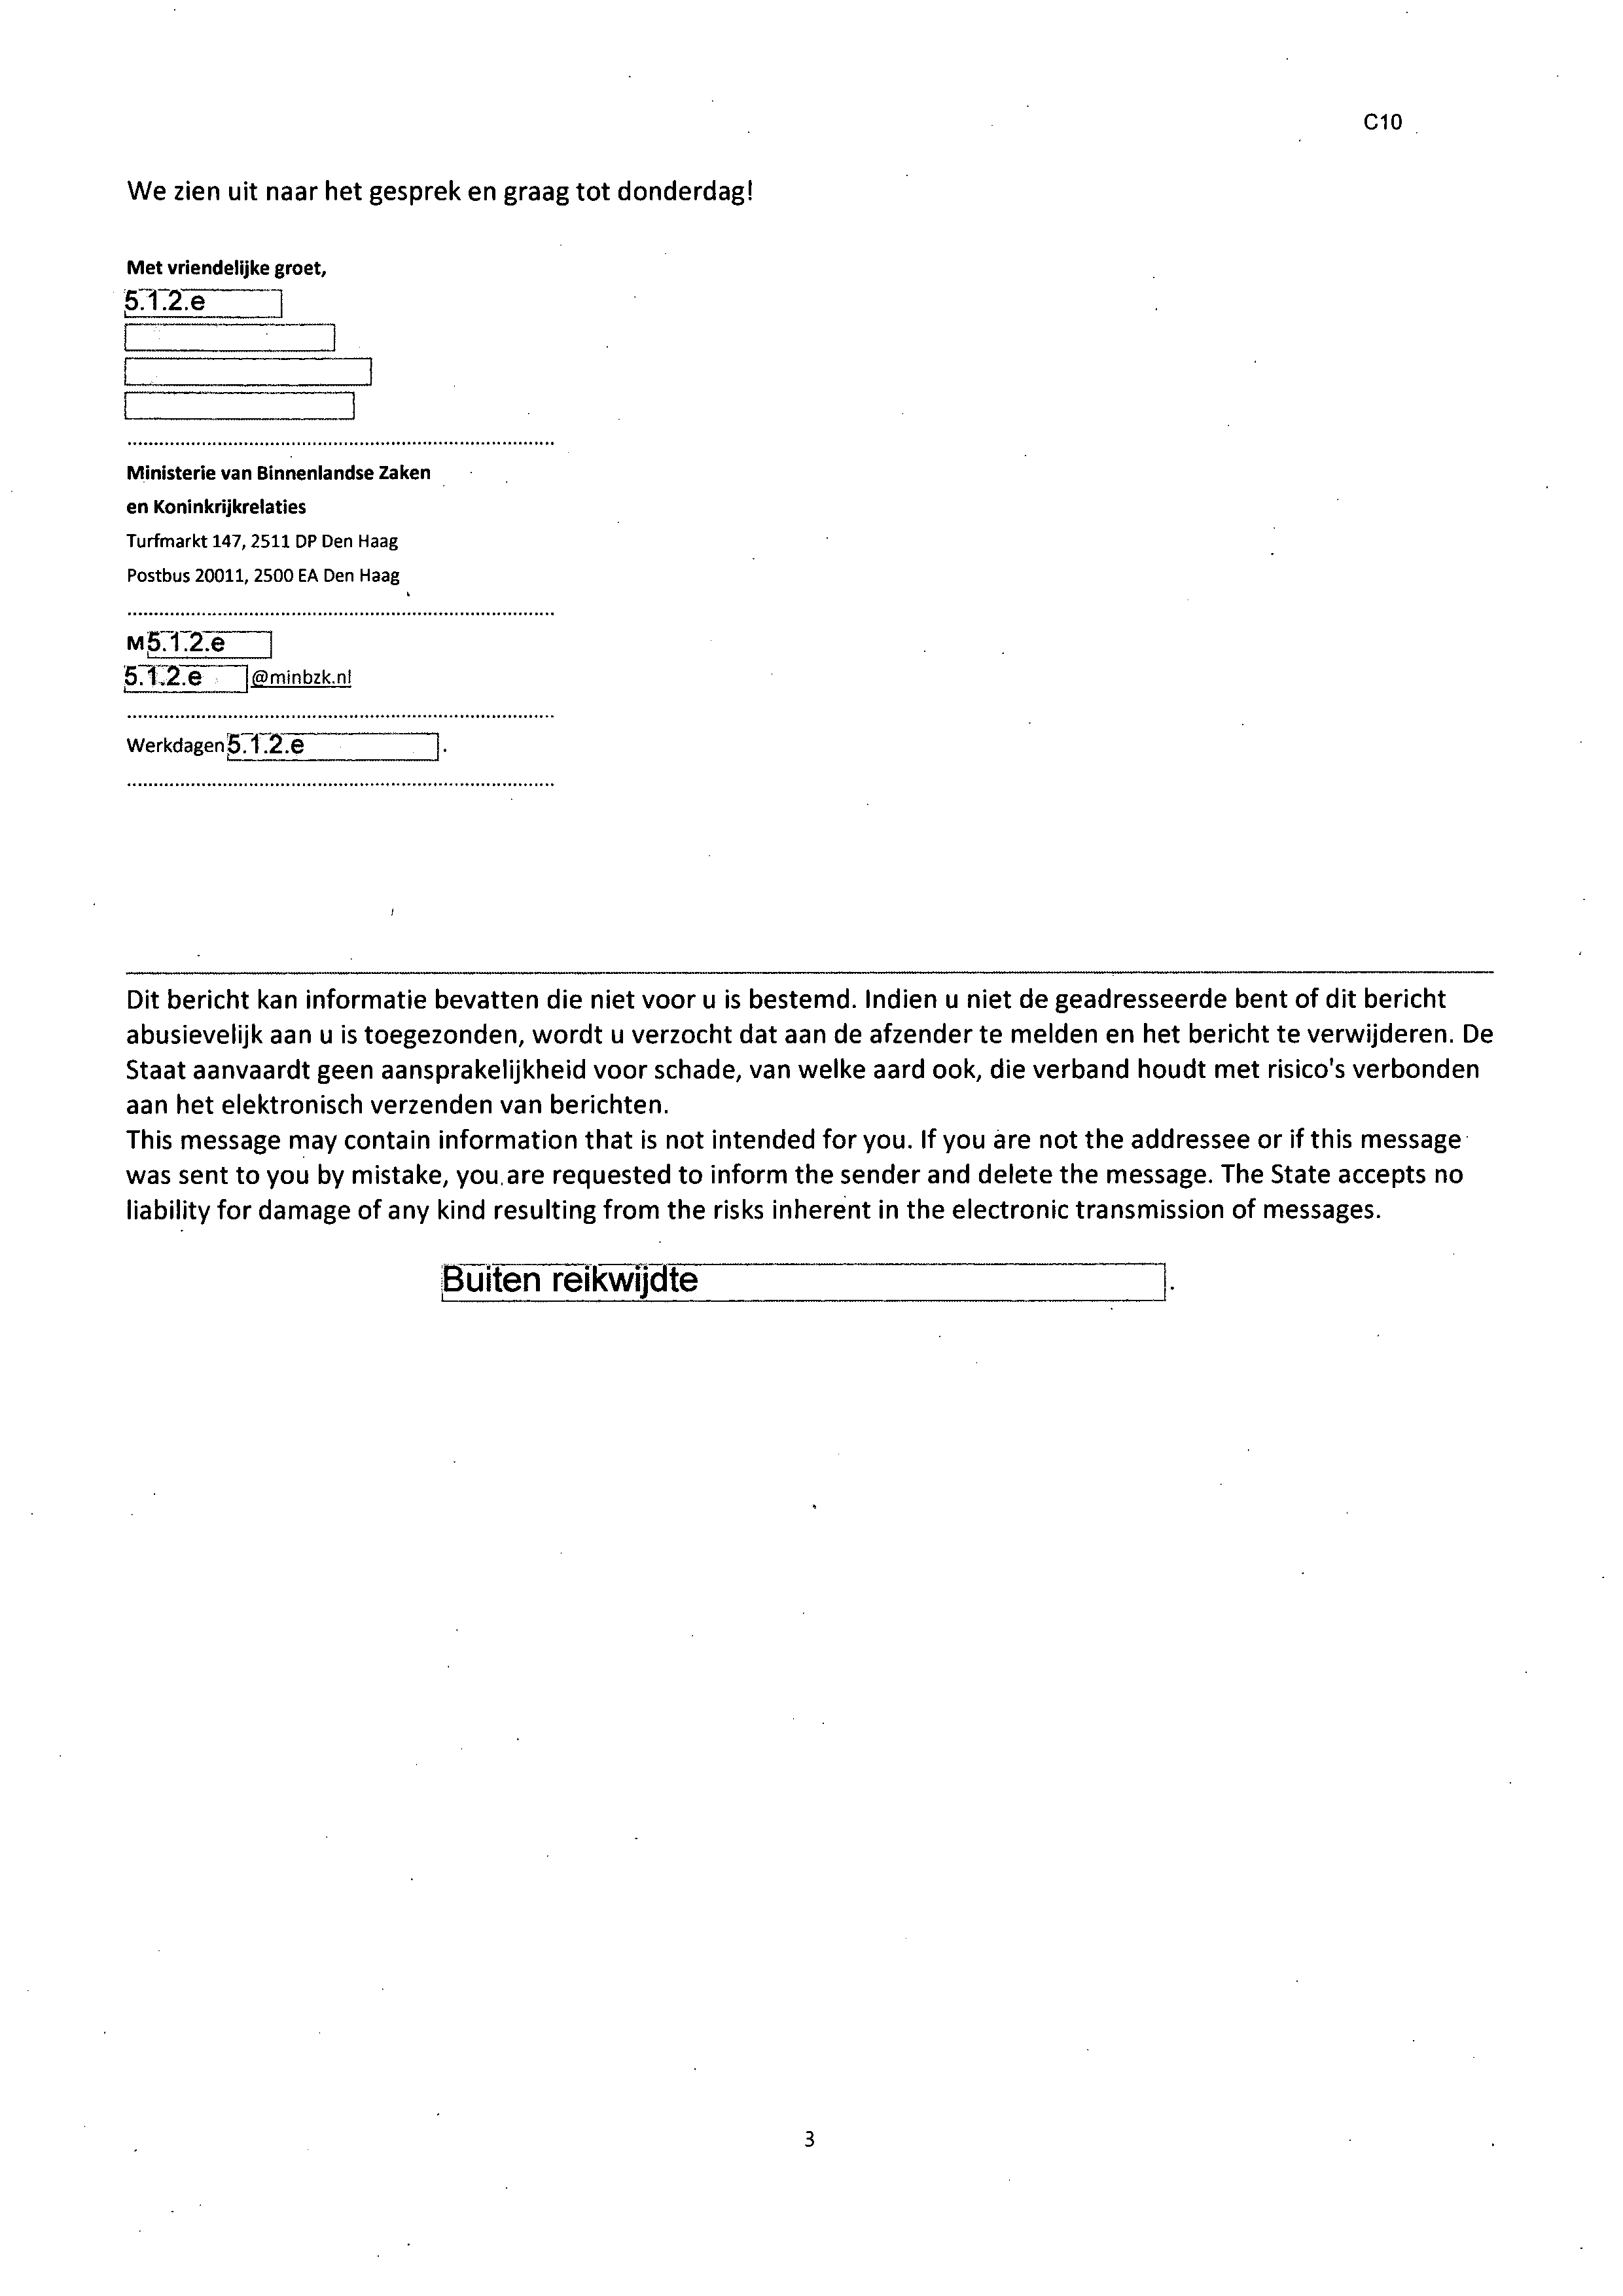 C10
We zien uit naar het gesprek en graag tot donderdag!
Met vriendelijke groet,
5.1.2.e
Ministerie van Binnenlandse Zaken
en Koninkrijkrelaties
Turfmarkt 147, 2511 DP Den Haag
Postbus 20011, 2500 EA Den Haag
M 5.1.2.e
5.1.2.e @minbzk.nl
Werkdagen 5.1.2.e .
Dit bericht kan informatie bevatten die niet voor u is bestemd. Indien u niet de geadresseerde bent of dit bericht
abusievelijk aan u is toegezonden, wordt u verzocht dat aan de afzender te melden en het bericht te verwijderen. De
Staat aanvaardt geen aansprakelijkheid voor schade, van welke aard ook, die verband houdt met risico's verbonden
aan het elektronisch verzenden van berichten.
This message may contain information that is not intended for you. If you are not the addressee or if this message
was sent to you by mistake, you are requested to inform the sender and delete the message. The State accepts no
liability for damage of any kind resulting from the risks inherent in the electronic transmission of messages.
Buiten reikwijdte .
3